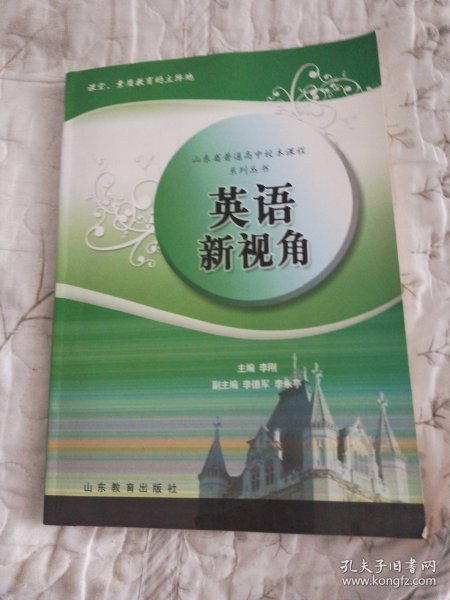 课堂、素质教育的主阵地
山东省普通高中校本课程
系列丛书
英语
新视角
主编 李刚
副主编 李德军 李永亭
山东教育出版社
孔夫子旧书网
www.kongfz.com